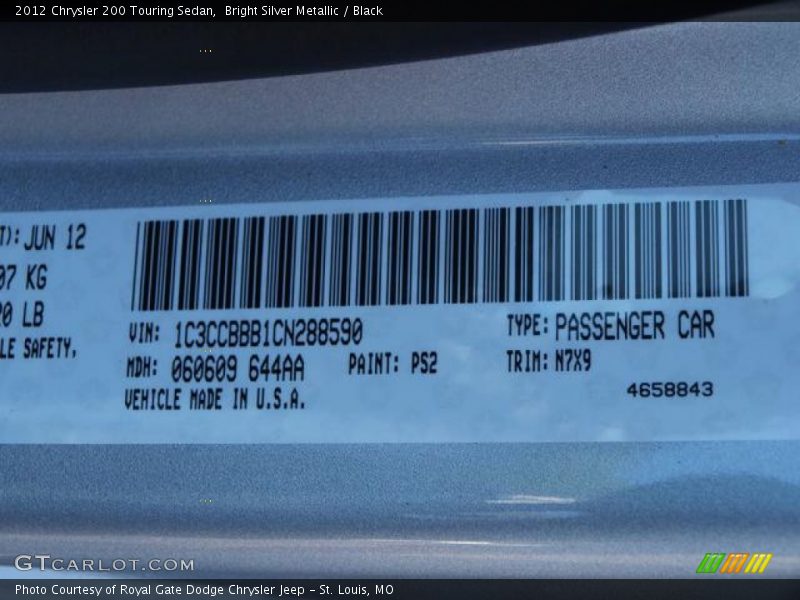 2012 Chrysler 200 Touring Sedan,  Bright Silver Metallic / Black
T): JUN 12
07 KG
20 LB
LE SAFETY.
VIN: 1C3CCBBB1CN288590
TYPE: PASSENGER CAR
MDH: 060609 644AA
PAINT: PS2
TRIM: N7X9
VEHICLE MADE IN U.S.A.
4658843
GTCARLOT.COM
Photo Courtesy of Royal Gate Dodge Chrysler Jeep – St. Louis, MO